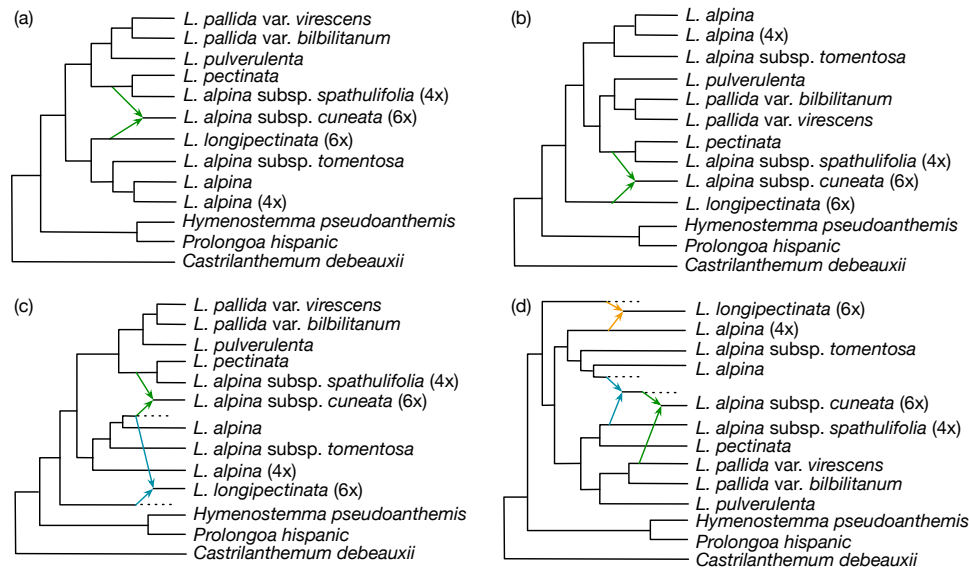 (a)
L. pallida var. virescens
L. pallida var. bilbilitanum
L. pulverulenta
L. pectinata
L. alpina subsp. spathulifolia (4x)
L. alpina subsp. cuneata (6x)
L. longipectinata (6x)
L. alpina subsp. tomentosa
L. alpina
L. alpina (4x)
Hymenostemma pseudoanthemis
Prolongoa hispanic
Castrilanthemum debeauxii
(b)
L. alpina
L. alpina (4x)
L. alpina subsp. tomentosa
L. pulverulenta
L. pallida var. bilbilitanum
L. pallida var. virescens
L. pectinata
L. alpina subsp. spathulifolia (4x)
L. alpina subsp. cuneata (6x)
L. longipectinata (6x)
Hymenostemma pseudoanthemis
Prolongoa hispanic
Castrilanthemum debeauxii
(c)
L. pallida var. virescens
L. pallida var. bilbilitanum
L. pulverulenta
L. pectinata
L. alpina subsp. spathulifolia (4x)
L. alpina subsp. cuneata (6x)
L. alpina
L. alpina subsp. tomentosa
L. alpina (4x)
L. longipectinata (6x)
Hymenostemma pseudoanthemis
Prolongoa hispanic
Castrilanthemum debeauxii
(d)
L. longipectinata (6x)
L. alpina (4x)
L. alpina subsp. tomentosa
L. alpina
L. alpina subsp. cuneata (6x)
L. alpina subsp. spathulifolia (4x)
L. pectinata
L. pallida var. virescens
L. pallida var. bilbilitanum
L. pulverulenta
Hymenostemma pseudoanthemis
Prolongoa hispanic
Castrilanthemum debeauxii